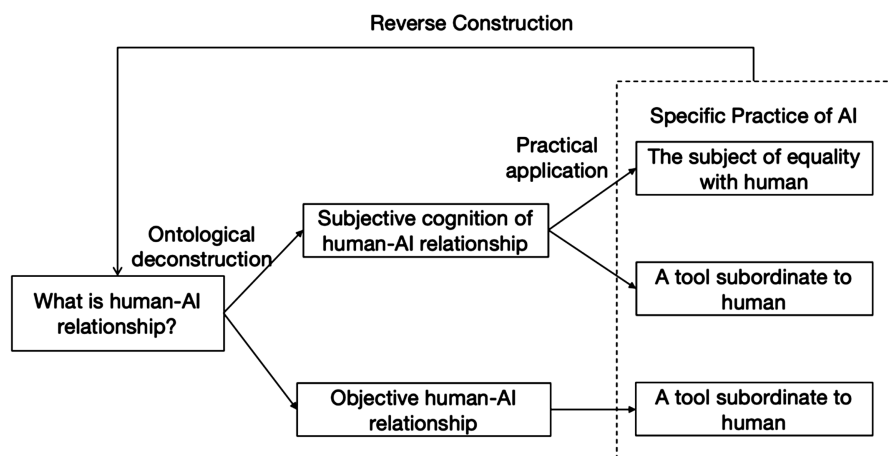 Reverse Construction
Specific Practice of AI
Practical
application
The subject of equality
with human
Subjective cognition of
human-AI relationship
Ontological
deconstruction
A tool subordinate to
human
What is human-AI
relationship?
Objective human-AI
relationship
A tool subordinate to
human